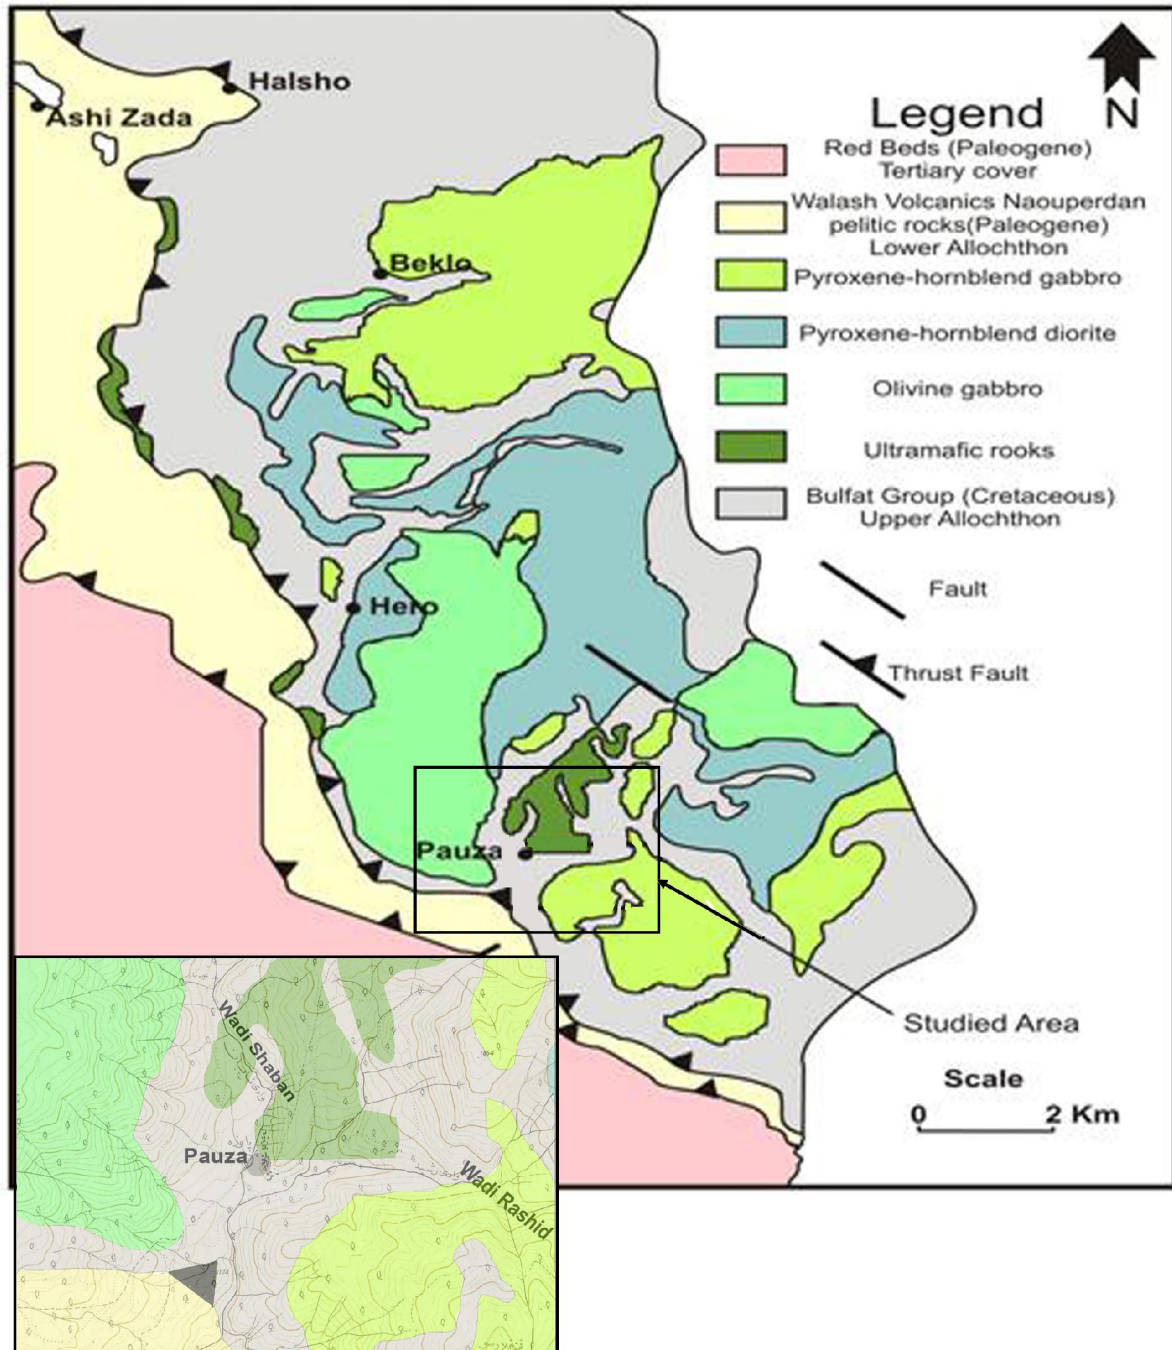 Halsho
Ashi Zada
Legend
N
Red Beds (Paleogene)
Tertiary cover
Walash Volcanics Naouperdan
pelitic rocks(Paleogene)
Lower Allochthon
Beklo
Pyroxene-hornblend gabbro
Pyroxene-hornblend diorite
Olivine gabbro
Ultramafic rooks
Bulfat Group (Cretaceous)
Upper Allochthon
Fault
Hero
Thrust Fault
Pauza
Studied Area
Scale
0 2 Km
Wadi Shaban
Pauza
Wadi Rashid